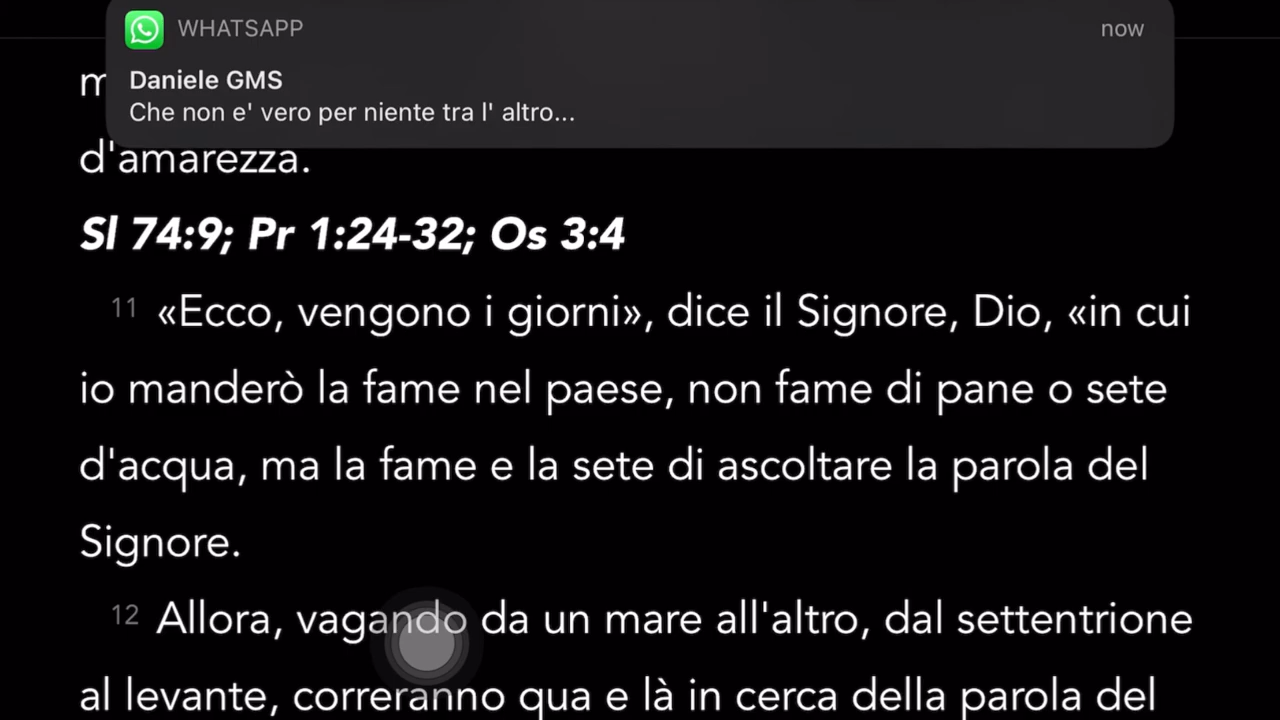 WHATSAPP now
Daniele GMS
Che non e' vero per niente tra l' altro...
d'amarezza.
Sl 74:9; Pr 1:24-32; Os 3:4
11 «Ecco, vengono i giorni», dice il Signore, Dio, «in cui
io manderò la fame nel paese, non fame di pane o sete
d'acqua, ma la fame e la sete di ascoltare la parola del
Signore.
12 Allora, vagando da un mare all'altro, dal settentrione
al levante, correranno qua e là in cerca della parola del